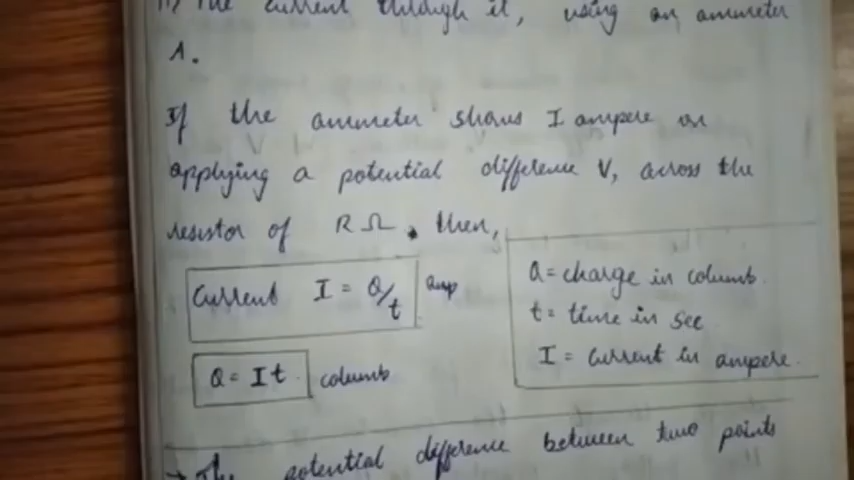 11) The current through it, using an ammeter
A.
If the ammeter shows I ampere on
applying a potential difference V, across the
resistor of R Ω. then,
Current I = Q/t amp
Q = It columb
Q = charge in columb.
t = time in sec
I = current in ampere.
→ The potential difference between two points